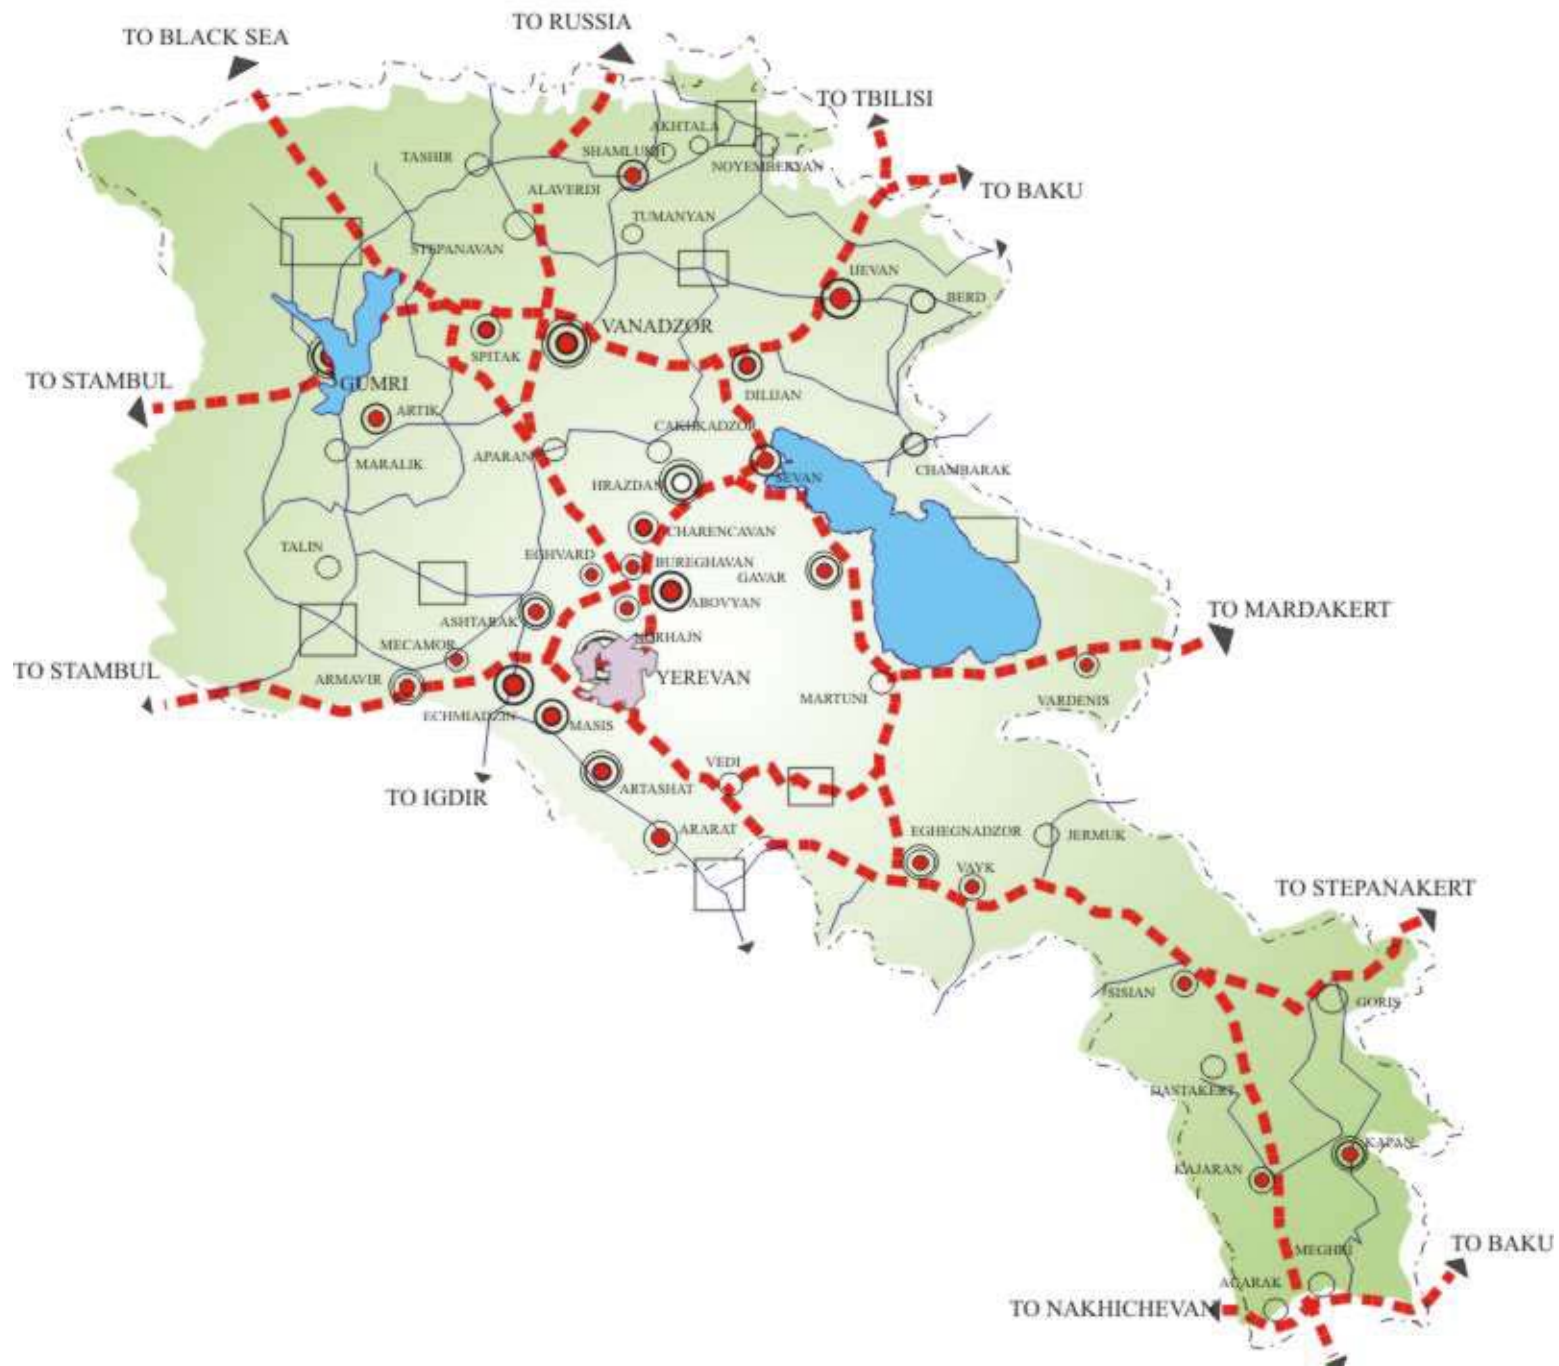 TO RUSSIA
TO BLACK SEA
TO TBILISI
AKHTALA
SHAMLUKH
TASHIR
NOYEMBERYAN
ALAVERDI
TO BAKU
TUMANYAN
STEPANAVAN
IJEVAN
BERD
VANADZOR
SPITAK
TO STAMBUL
GUMRI
DILIJAN
ARTIK
CAKHKADZOR
APARAN
MARALIK
CHAMBARAK
SEVAN
HRAZDAN
CHARENCAVAN
TALIN
EGHVARD
BUREGHAVAN
GAVAR
ABOVYAN
TO MARDAKERT
ASHTARAK
NORHAJN
MECAMOR
TO STAMBUL
ARMAVIR
YEREVAN
MARTUNI
VARDENIS
ECHMIADZIN
MASIS
VEDI
ARTASHAT
TO IGDIR
ARARAT
EGHEGNADZOR
JERMUK
VAYK
TO STEPANAKERT
SISIAN
GORIS
DASTAKERT
KAPAN
KAJARAN
TO BAKU
MEGHRI
AGARAK
TO NAKHICHEVAN